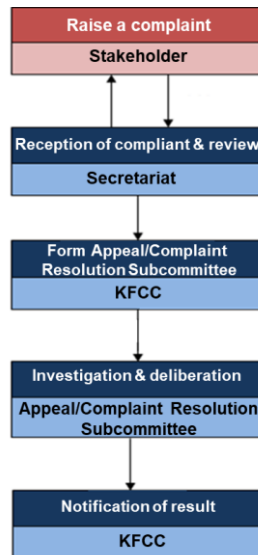 Raise a complaint
Stakeholder
Reception of compliant & review
Secretariat
Form Appeal/Complaint
Resolution Subcommittee
KFCC
Investigation & deliberation
Appeal/Complaint Resolution
Subcommittee
Notification of result
KFCC